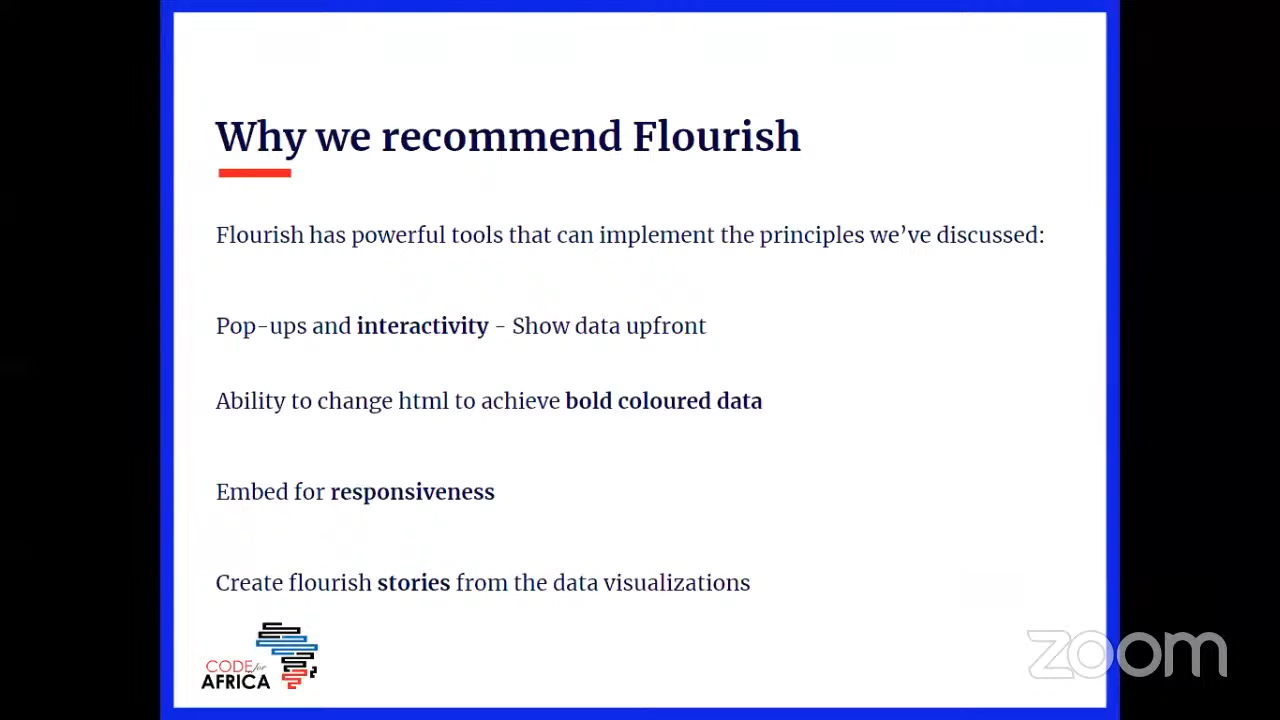 Why we recommend Flourish
Flourish has powerful tools that can implement the principles we’ve discussed:
Pop-ups and interactivity - Show data upfront
Ability to change html to achieve bold coloured data
Embed for responsiveness
Create flourish stories from the data visualizations
CODE for
AFRICA
zoom